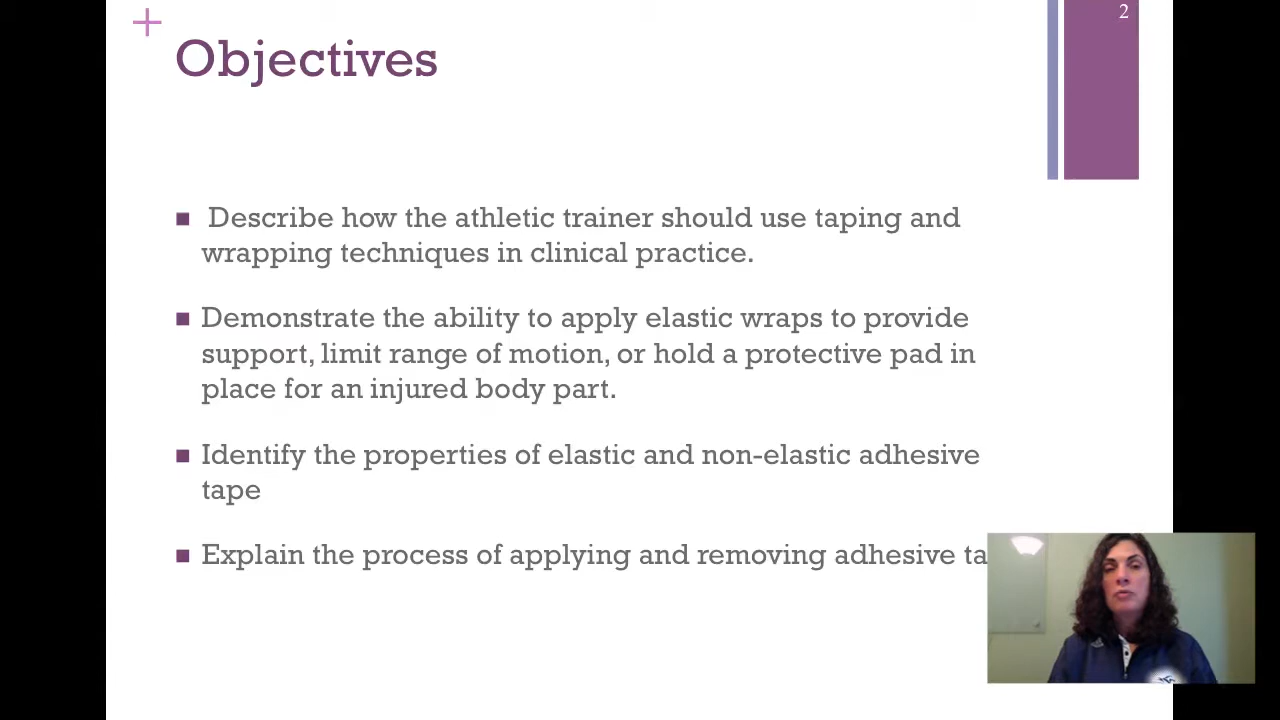 2
+
Objectives
■ Describe how the athletic trainer should use taping and
wrapping techniques in clinical practice.
■ Demonstrate the ability to apply elastic wraps to provide
support, limit range of motion, or hold a protective pad in
place for an injured body part.
■ Identify the properties of elastic and non-elastic adhesive
tape
■ Explain the process of applying and removing adhesive ta